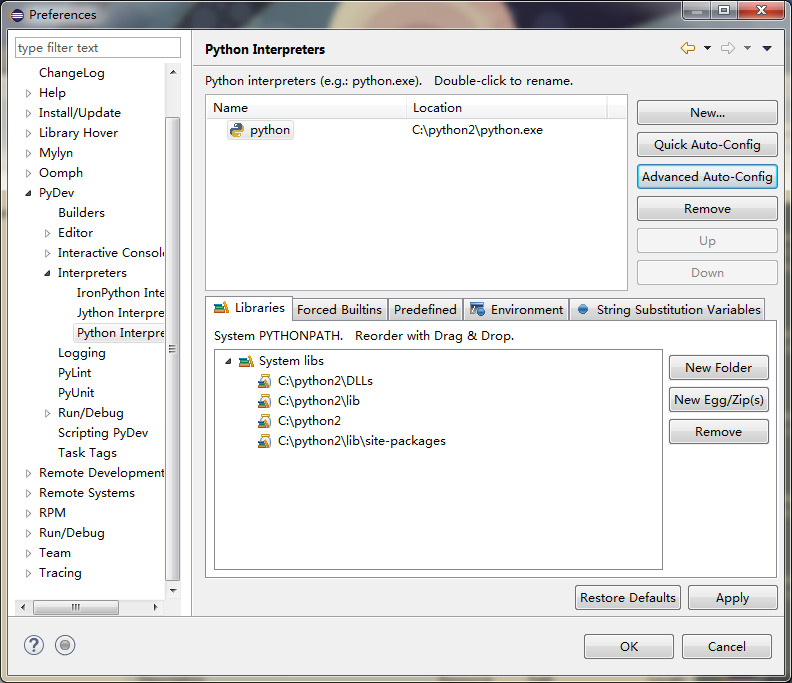 Preferences
type filter text
ChangeLog
Help
Install/Update
Library Hover
Mylyn
Oomph
PyDev
Builders
Editor
Interactive Consol
Interpreters
IronPython Inte
Jython Interpre
Python Interpre
Logging
PyLint
PyUnit
Run/Debug
Scripting PyDev
Task Tags
Remote Development
Remote Systems
RPM
Run/Debug
Team
Tracing
Python Interpreters
Python interpreters (e.g.: python.exe).   Double-click to rename.
Name Location
python C:\python2\python.exe
New...
Quick Auto-Config
Advanced Auto-Config
Remove
Up
Down
Libraries Forced Builtins Predefined Environment String Substitution Variables
System PYTHONPATH.   Reorder with Drag & Drop.
System libs
C:\python2\DLLs
C:\python2\lib
C:\python2
C:\python2\lib\site-packages
New Folder
New Egg/Zip(s)
Remove
Restore Defaults Apply
OK Cancel